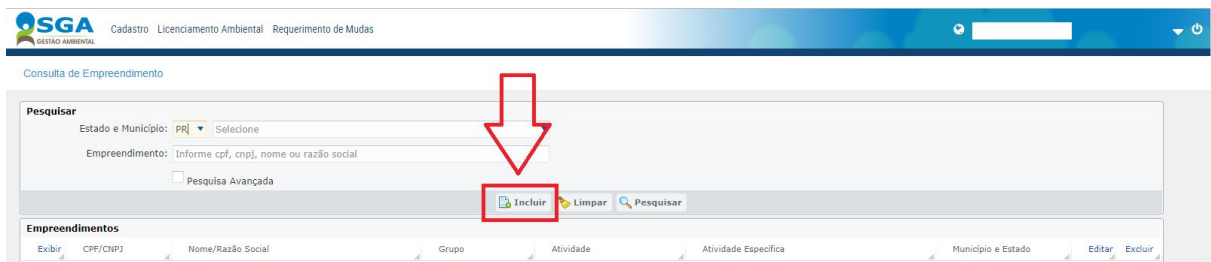 SGA
GESTÃO AMBIENTAL
Cadastro Licenciamento Ambiental Requerimento de Mudas
Consulta de Empreendimento
Pesquisar
Estado e Município: PR Selecione
Empreendimento: Informe cpf, cnpj, nome ou razão social
Pesquisa Avançada
Incluir Limpar Pesquisar
Empreendimentos
Exibir CPF/CNPJ Nome/Razão Social Grupo Atividade Atividade Específica Município e Estado Editar Excluir